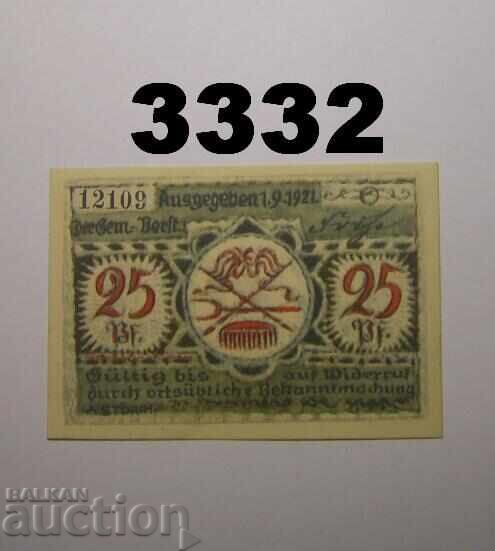 3332
12109 Ausgegeben 1.9.1921.
der Gem.-Vorst.
25 Pf.
25 Pf.
Gültig bis auf Widerruf
durch ortsübliche Bekanntmachung
BALKAN
auction